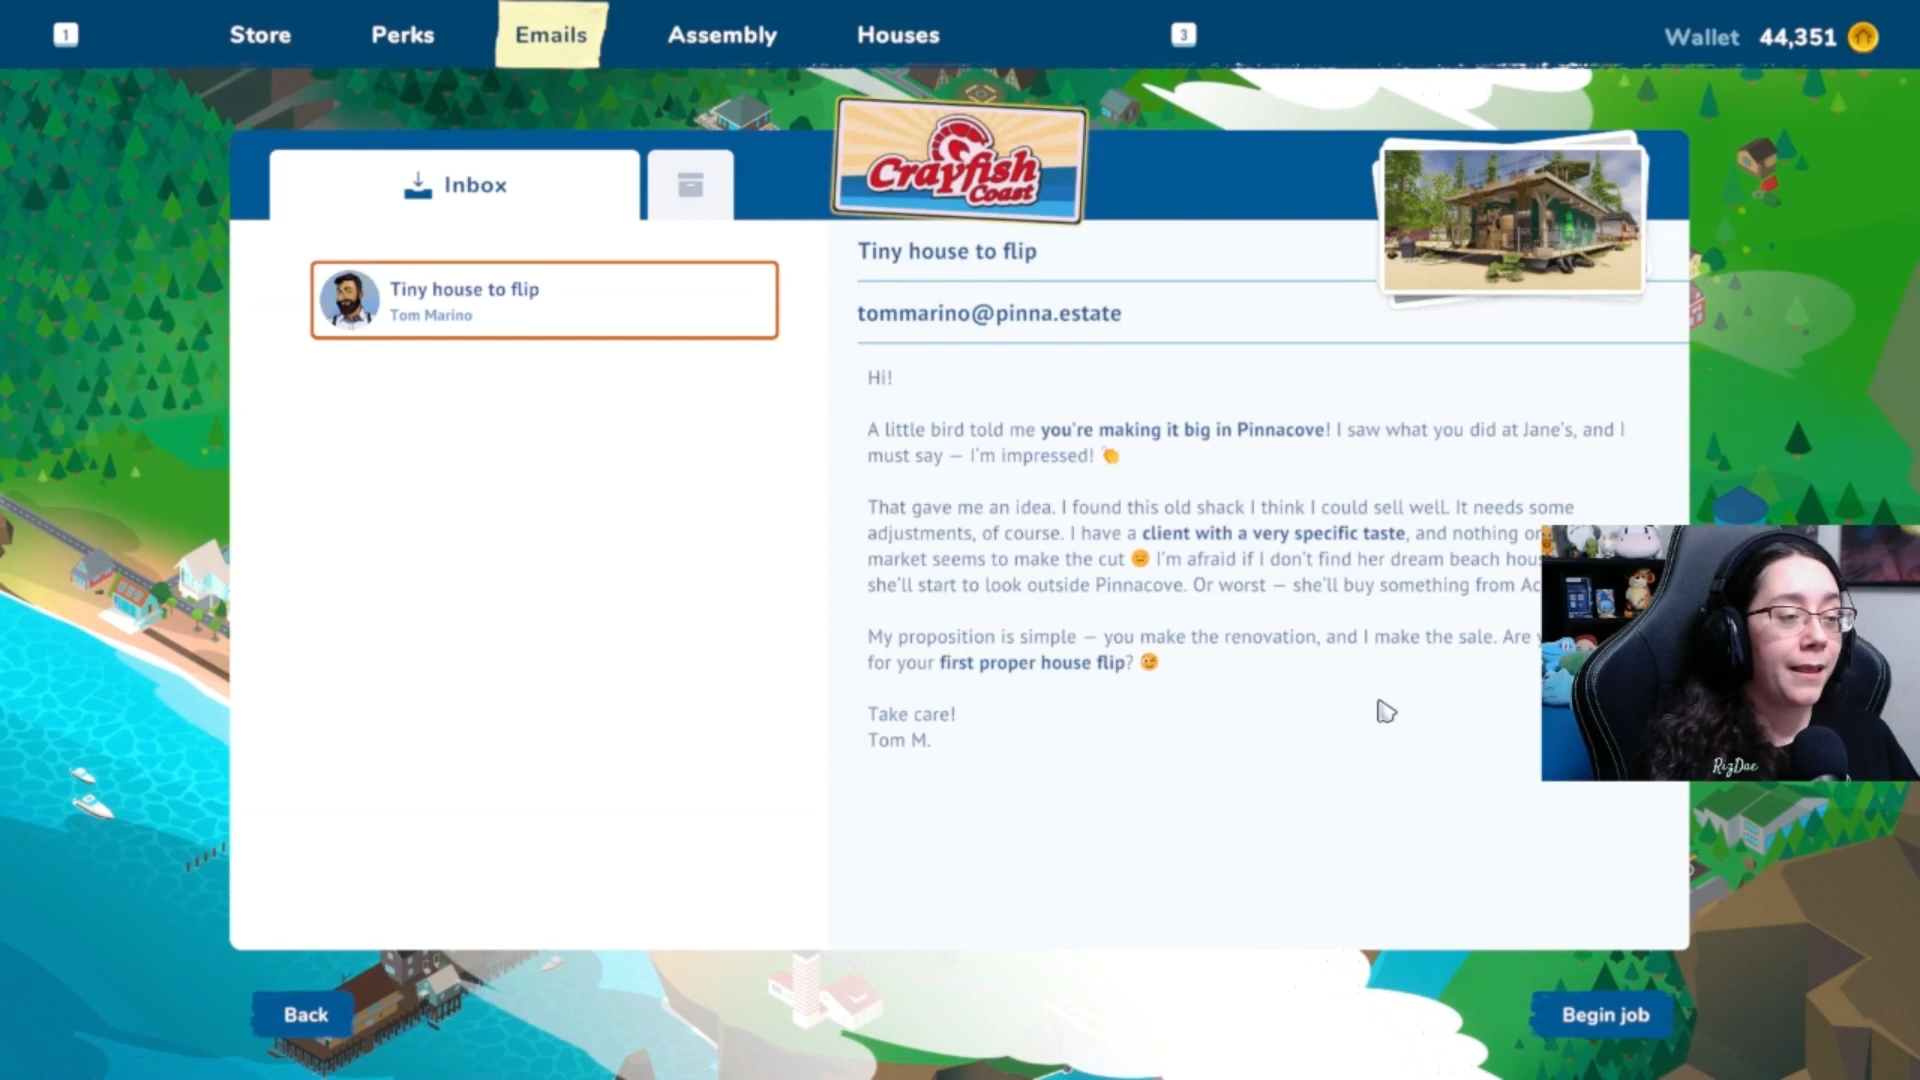 1 Store Perks Emails Assembly Houses 3 Wallet 44,351
Crayfish
Coast
Inbox
Tiny house to flip
Tom Marino
Tiny house to flip
tommarino@pinna.estate
Hi!
A little bird told me you're making it big in Pinnacove! I saw what you did at Jane's, and I
must say — I'm impressed! 👏
That gave me an idea. I found this old shack I think I could sell well. It needs some
adjustments, of course. I have a client with a very specific taste, and nothing
market seems to make the cut 😔 I'm afraid if I don't find her dream beach
she'll start to look outside Pinnacove. Or worst — she'll buy something from
My proposition is simple — you make the renovation, and I make the sale. Are
for your first proper house flip? 😉
Take care!
Tom M.
RizDae
Back
Begin job